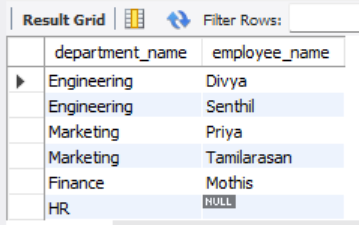 Result Grid Filter Rows:
department_name employee_name
Engineering Divya
Engineering Senthil
Marketing Priya
Marketing Tamilarasan
Finance Mothis
HR NULL